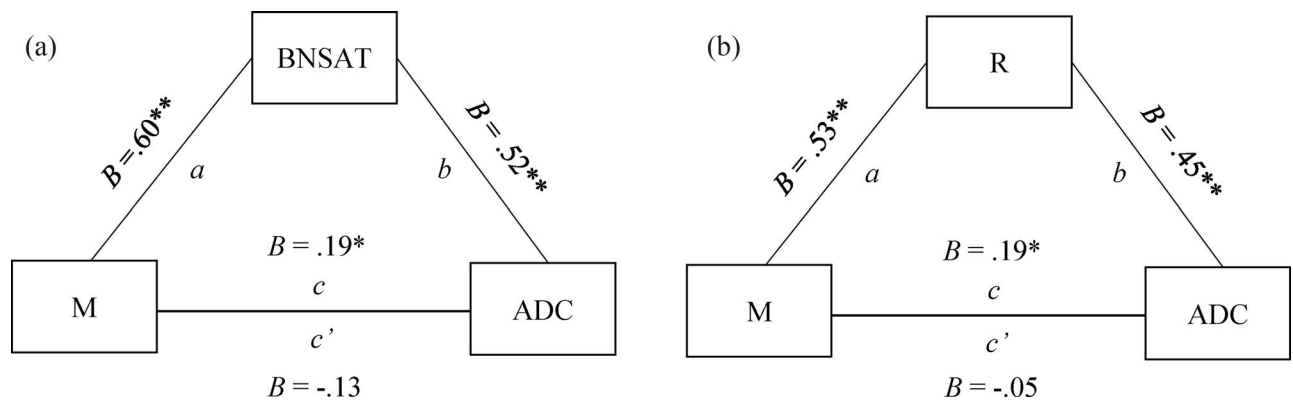 (a)
BNSAT
B = .60**
a
b
B = .52**
B = .19*
M
c
ADC
c’
B = -.13
(b)
R
B = .53**
a
b
B = .45**
B = .19*
M
c
ADC
c’
B = -.05